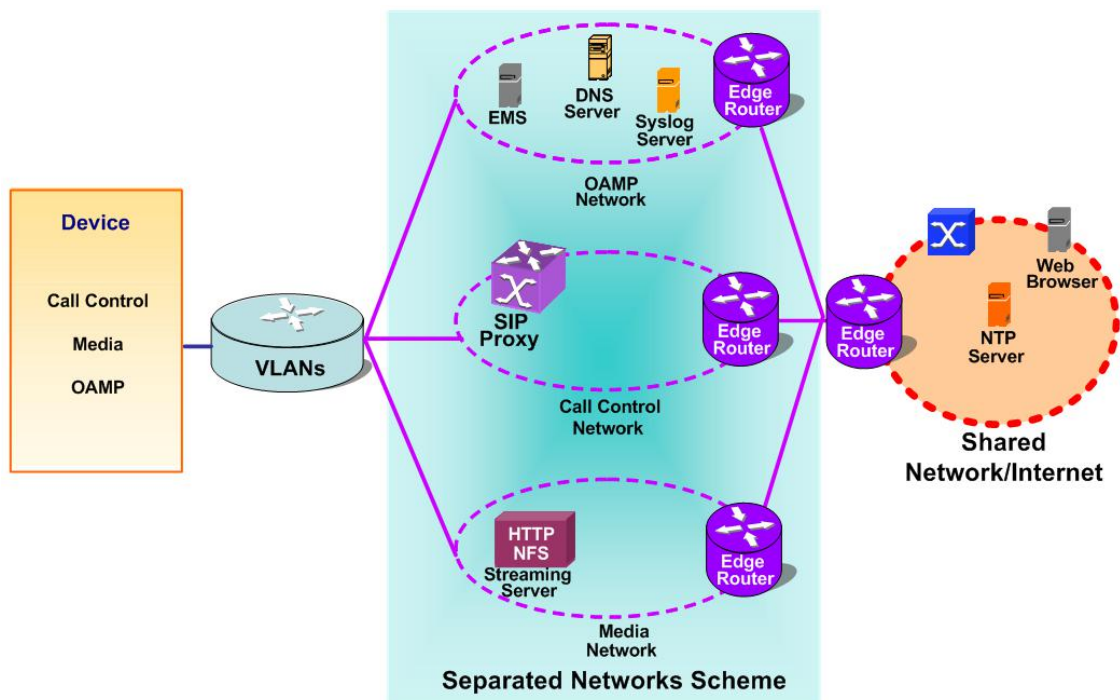 Device
Call Control
Media
OAMP
VLANs
EMS
DNS
Server
Syslog
Server
Edge
Router
OAMP
Network
SIP
Proxy
Edge
Router
Call Control
Network
HTTP
NFS
Streaming
Server
Edge
Router
Media
Network
Separated Networks Scheme
Edge
Router
Web
Browser
NTP
Server
Shared
Network/Internet